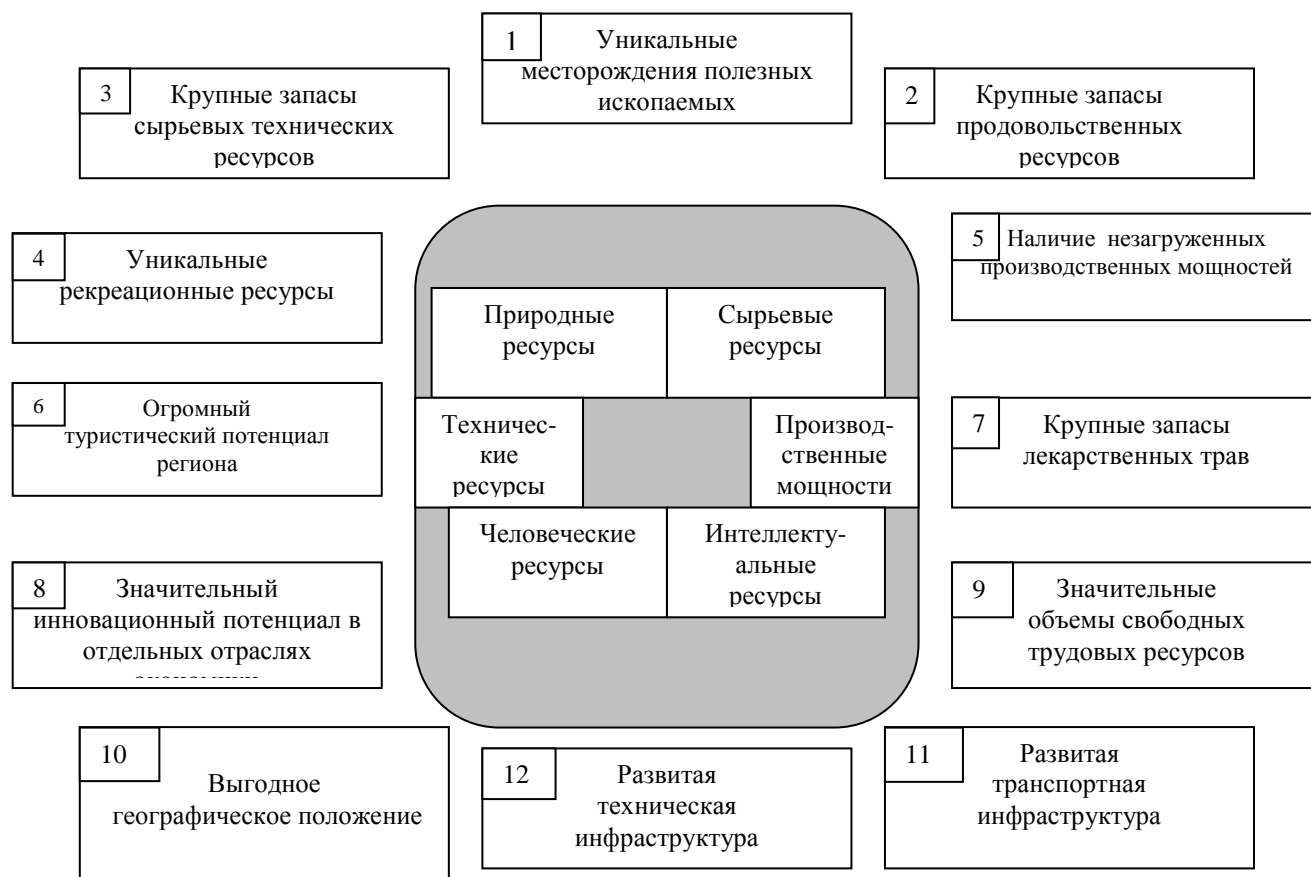 1
Уникальные
месторождения полезных
ископаемых
3
Крупные запасы
сырьевых технических
ресурсов
2
Крупные запасы
продовольственных
ресурсов
4
Уникальные
рекреационные ресурсы
5
Наличие незагруженных
производственных мощностей
Природные
ресурсы
Сырьевые
ресурсы
6
Огромный
туристический потенциал
региона
Техничес-
кие
ресурсы
Производ-
ственные
мощности
7
Крупные запасы
лекарственных трав
Человеческие
ресурсы
Интеллекту-
альные
ресурсы
8
Значительный
инновационный потенциал в
отдельных отраслях
9
Значительные
объемы свободных
трудовых ресурсов
10
Выгодное
географическое положение
12
Развитая
техническая
инфраструктура
11
Развитая
транспортная
инфраструктура